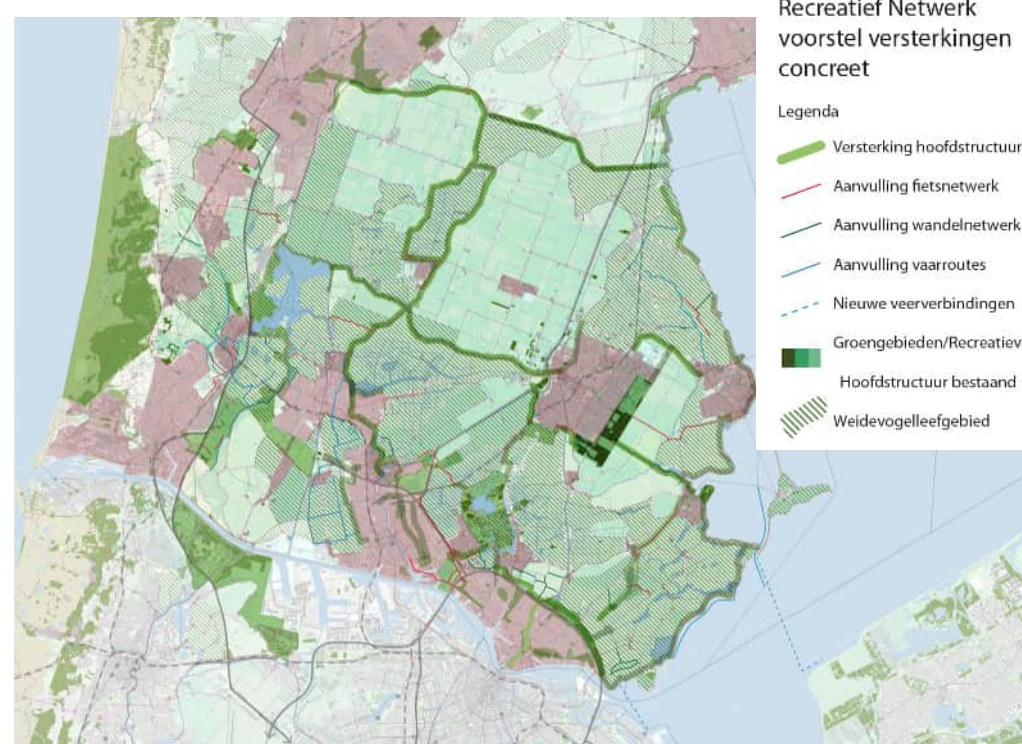 Recreatief Netwerk
voorstel versterkingen
concreet
Legenda
Versterking hoofdstructuur
Aanvulling fietsnetwerk
Aanvulling wandelnetwerk
Aanvulling vaarroutes
Nieuwe veerverbindingen
Groengebieden/Recreatiev
Hoofdstructuur bestaand
Weidevogelleefgebied